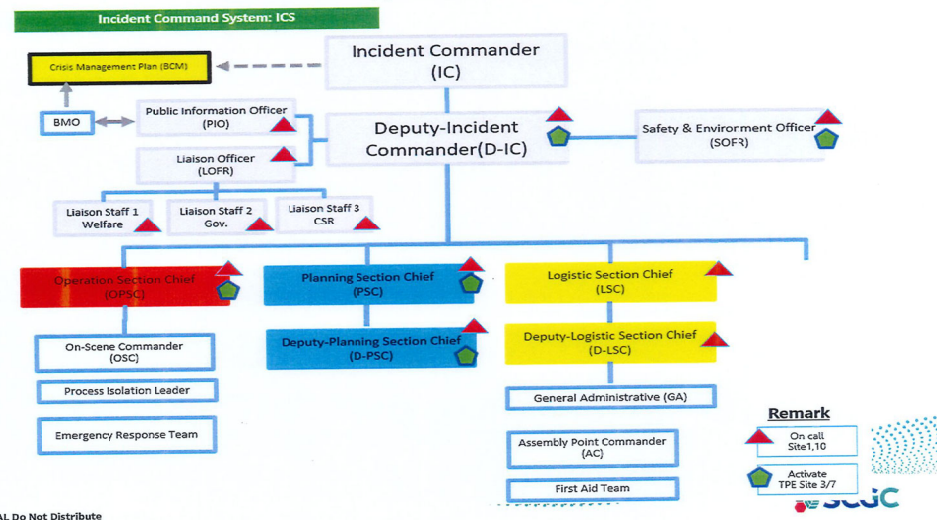 Incident Command System: ICS
Incident Commander
(IC)
Crisis Management Plan (BCM)
BMO
Public Information Officer
(PIO)
Deputy-Incident
Commander(D-IC)
Safety & Environment Officer
(SOFR)
Liaison Officer
(LOFR)
Liaison Staff 1
Welfare
Liaison Staff 2
Gov.
Liaison Staff 3
CSR
Operation Section Chief
(OPSC)
Planning Section Chief
(PSC)
Logistic Section Chief
(LSC)
On-Scene Commander
(OSC)
Deputy-Planning Section Chief
(D-PSC)
Deputy-Logistic Section Chief
(D-LSC)
Process Isolation Leader
General Administrative (GA)
Emergency Response Team
Assembly Point Commander
(AC)
First Aid Team
Remark
On call
Site1,10
Activate
TPE Site 3/7
SCGC
AL Do Not Distribute